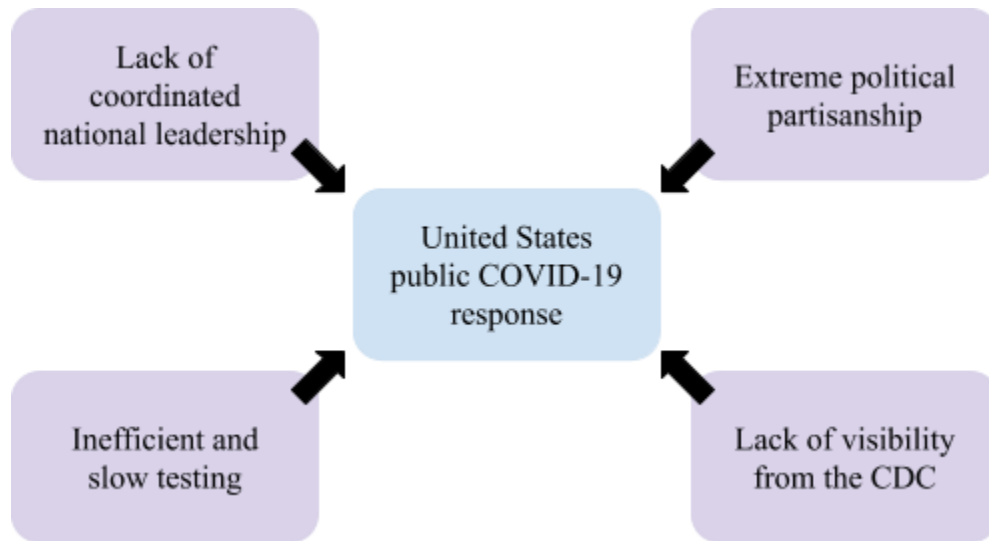 Lack of
coordinated
national leadership
Extreme political
partisanship
United States
public COVID-19
response
Inefficient and
slow testing
Lack of visibility
from the CDC